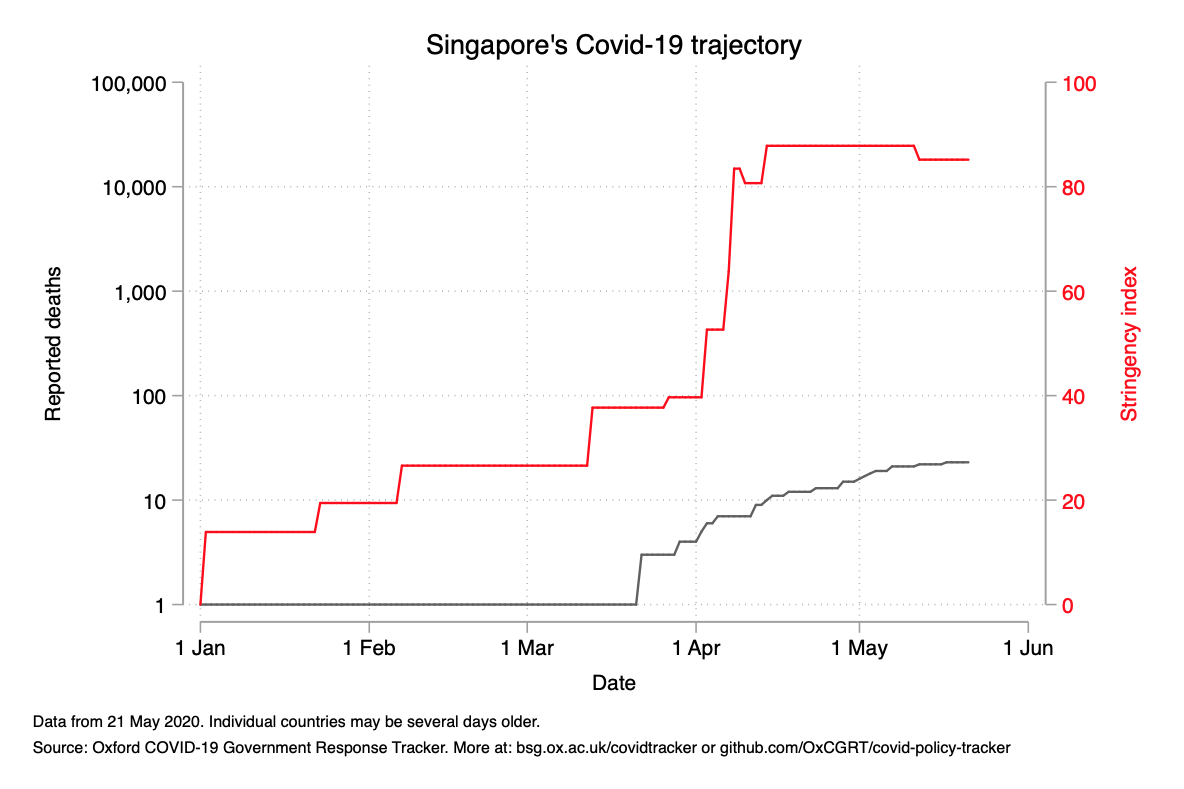 Singapore's Covid-19 trajectory
100,000
10,000
1,000
100
10
1
Reported deaths
100
80
60
40
20
0
Stringency index
1 Jan 1 Feb 1 Mar 1 Apr 1 May 1 Jun
Date
Data from 21 May 2020. Individual countries may be several days older.
Source: Oxford COVID-19 Government Response Tracker. More at: bsg.ox.ac.uk/covidtracker or github.com/OxCGRT/covid-policy-tracker